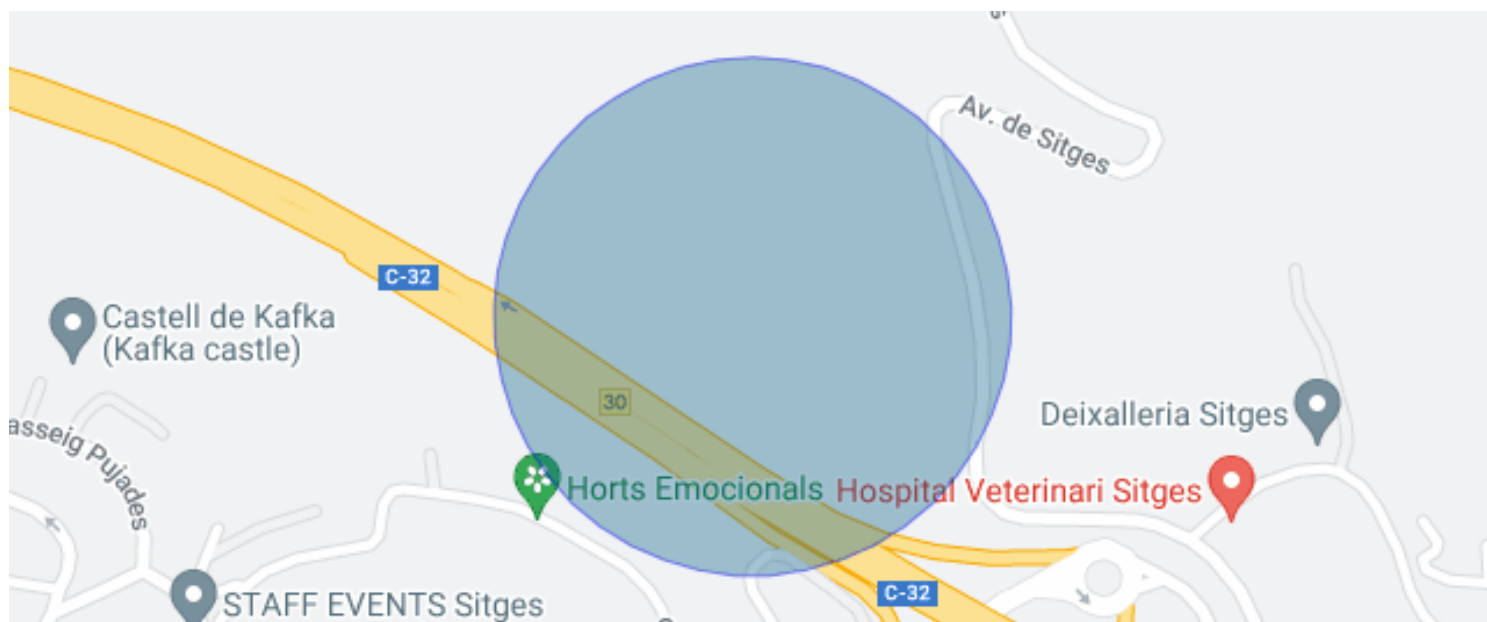 Av. de Sitges
C-32
Castell de Kafka
(Kafka castle)
30
Deixalleria Sitges
asseig Pujades
Horts Emocionals
Hospital Veterinari Sitges
C-32
STAFF EVENTS Sitges